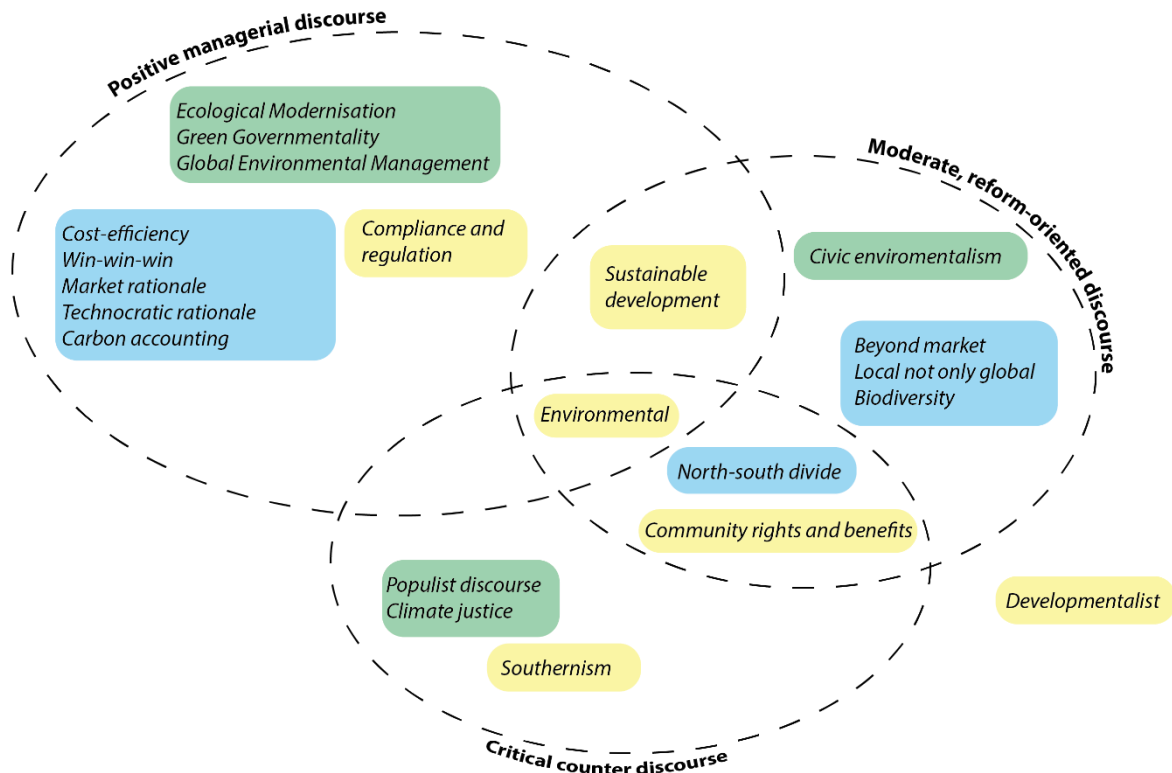 Positive managerial discourse
Ecological Modernisation
Green Governmentality
Global Environmental Management
Moderate, reform-oriented discourse
Cost-efficiency
Win-win-win
Market rationale
Technocratic rationale
Carbon accounting
Compliance and
regulation
Sustainable
development
Civic enviromentalism
Beyond market
Local not only global
Biodiversity
Environmental
North-south divide
Community rights and benefits
Populist discourse
Climate justice
Developmentalist
Southernism
Critical counter discourse